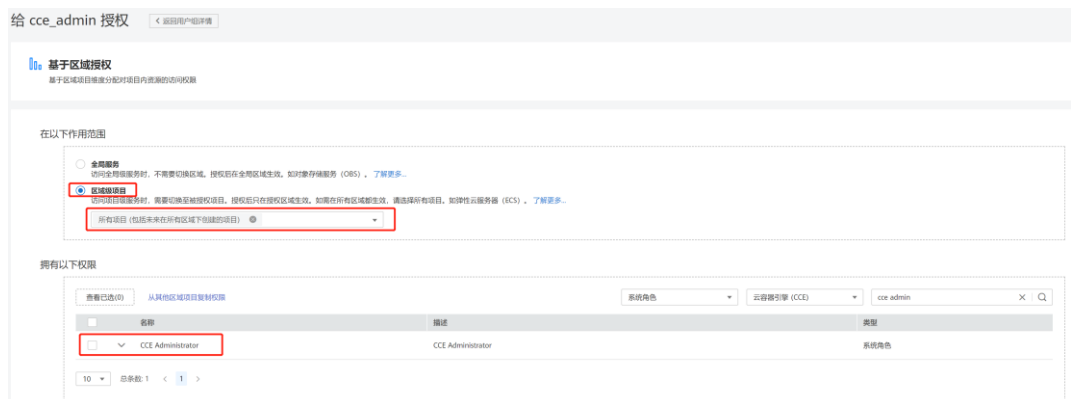 给 cce_admin 授权 < 返回用户组详情
基于区域授权
基于区域项目维度分配对项目内资源的访问权限
在以下作用范围
全局服务
访问全局级服务时，不需要切换区域。授权后在全局区域生效。如对象存储服务（OBS）。 了解更多...
区域级项目
访问项目级服务时，需要切换至被授权项目。授权后只在授权区域生效。如需在所有区域都生效，请选择所有项目。如弹性云服务器（ECS）。 了解更多...
所有项目 (包括未来在所有区域下创建的项目)
拥有以下权限
查看已选(0) 从其他区域项目复制权限 系统角色 云容器引擎 (CCE) cce admin
名称 描述 类型
CCE Administrator CCE Administrator 系统角色
10 总条数: 1 < 1 >